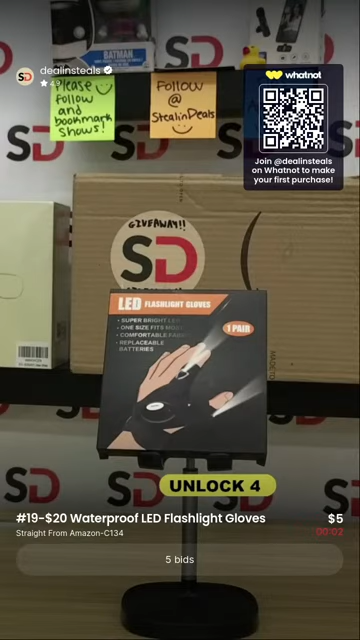 BATMAN
dealinsteals
Please
Follow
and
bookmark
shows!
Follow
@
StealinDeals
whatnot
Join @dealinsteals
on Whatnot to make
your first purchase!
GIVEAWAY!!
SD
LED FLASHLIGHT GLOVES
• SUPER BRIGHT LED
• ONE SIZE FITS MOST
• COMFORTABLE FABRIC
• REPLACEABLE
BATTERIES
1 PAIR
UNLOCK 4
#19-$20 Waterproof LED Flashlight Gloves
$5
Straight From Amazon-C134
00:02
5 bids